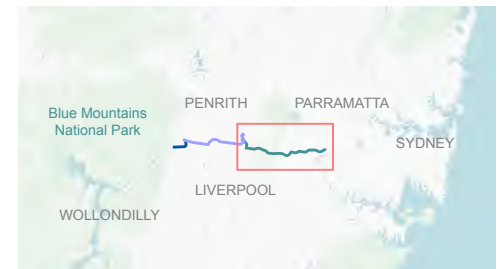 PENRITH
PARRAMATTA
Blue Mountains
National Park
SYDNEY
LIVERPOOL
WOLLONDILLY